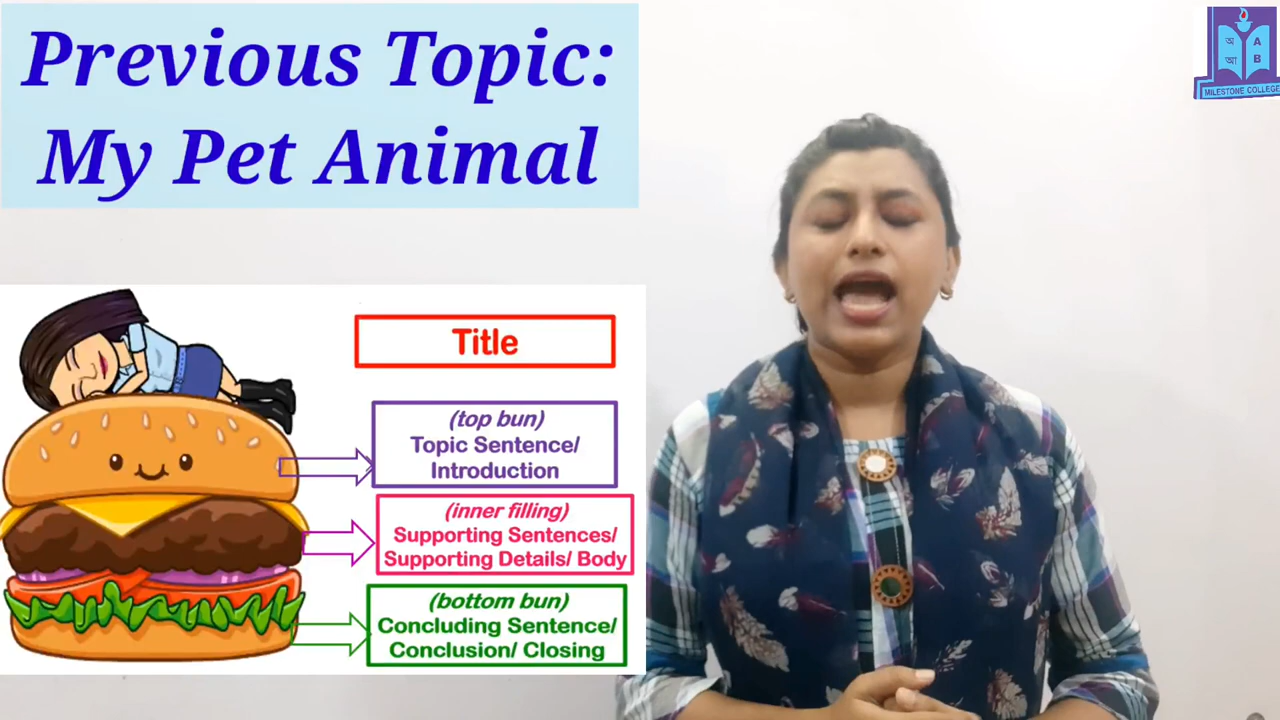 Previous Topic:
My Pet Animal
অ
A
আ
B
MILESTONE COLLEGE
Title
(top bun)
Topic Sentence/
Introduction
(inner filling)
Supporting Sentences/
Supporting Details/ Body
(bottom bun)
Concluding Sentence/
Conclusion/ Closing